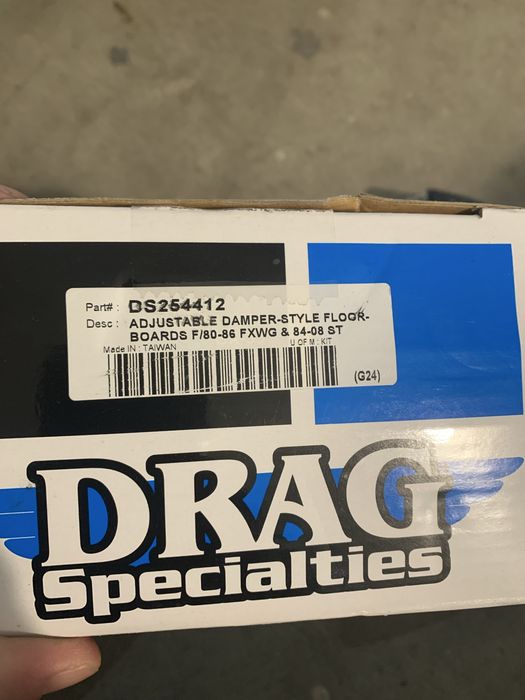 Part# : DS254412
Desc : ADJUSTABLE DAMPER-STYLE FLOOR-
BOARDS F/80-86 FXWG & 84-08 ST
Made IN : TAIWAN U OF M : KIT
(G24)
DRAG
Specialties